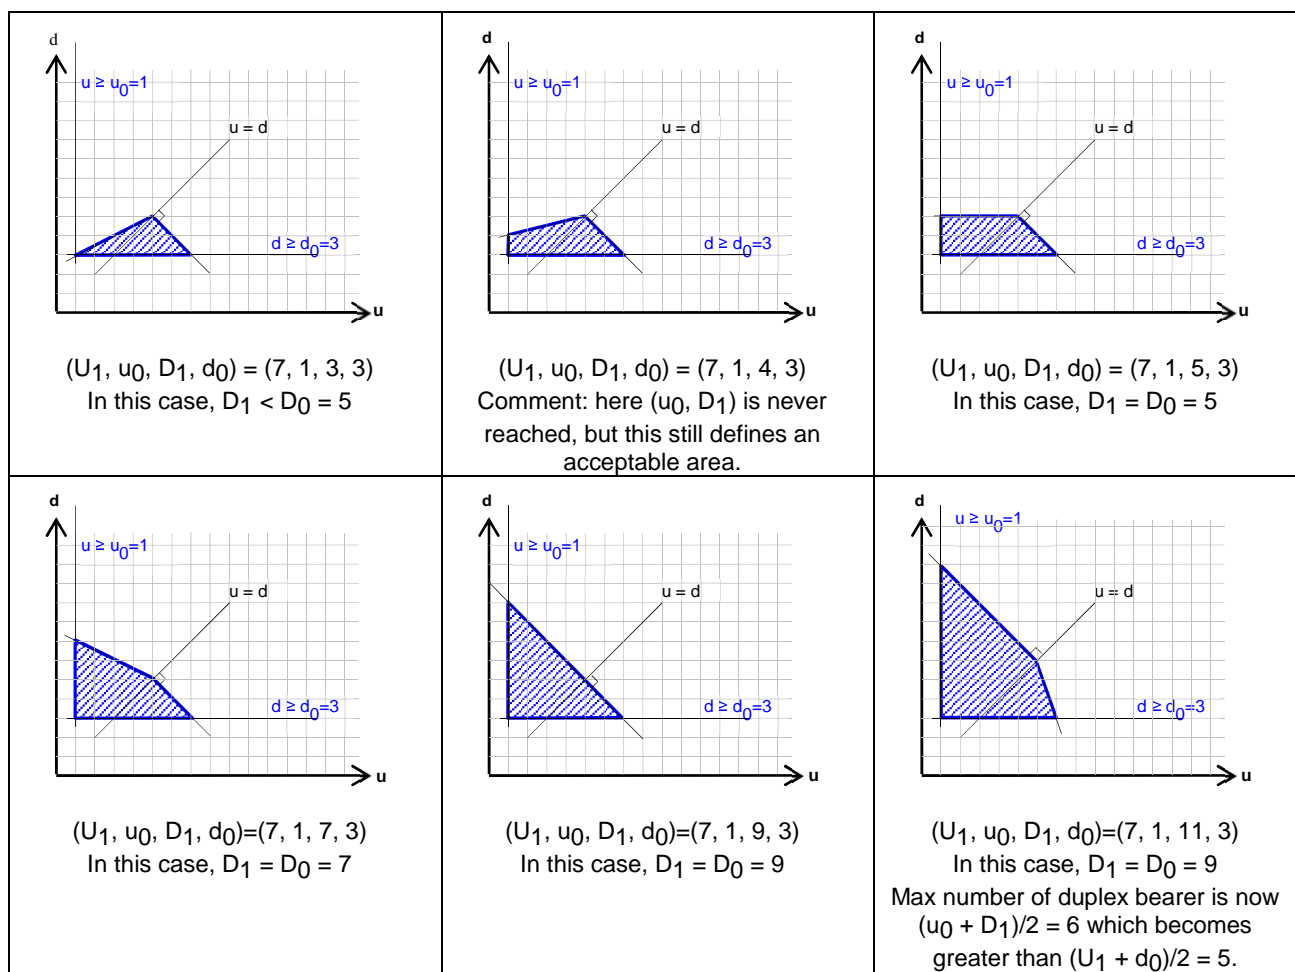 d
u ≥ u0=1
u = d
d ≥ d0=3
u
(U1, u0, D1, d0) = (7, 1, 3, 3)
In this case, D1 < D0 = 5
d
u ≥ u0=1
u = d
d ≥ d0=3
u
(U1, u0, D1, d0) = (7, 1, 4, 3)
Comment: here (u0, D1) is never
reached, but this still defines an
acceptable area.
d
u ≥ u0=1
u = d
d ≥ d0=3
u
(U1, u0, D1, d0) = (7, 1, 5, 3)
In this case, D1 = D0 = 5
d
u ≥ u0=1
u = d
d ≥ d0=3
u
(U1, u0, D1, d0)=(7, 1, 7, 3)
In this case, D1 = D0 = 7
d
u ≥ u0=1
u = d
d ≥ d0=3
u
(U1, u0, D1, d0)=(7, 1, 9, 3)
In this case, D1 = D0 = 9
d
u ≥ u0=1
u = d
d ≥ d0=3
u
(U1, u0, D1, d0)=(7, 1, 11, 3)
In this case, D1 = D0 = 9
Max number of duplex bearer is now
(u0 + D1)/2 = 6 which becomes
greater than (U1 + d0)/2 = 5.